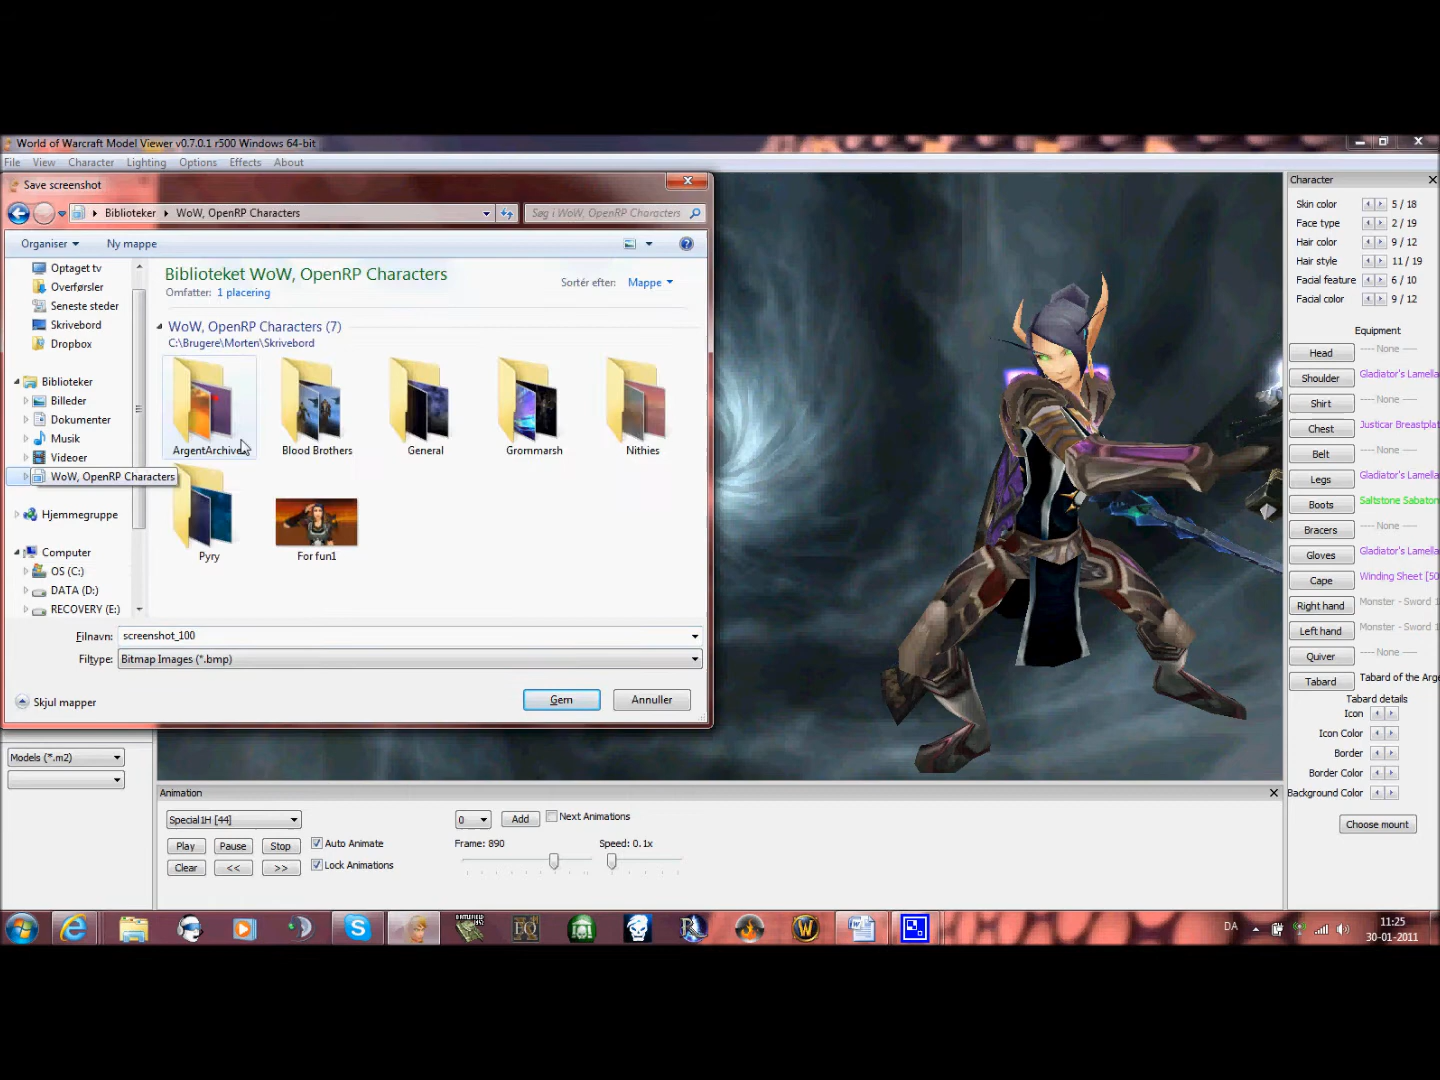 World of Warcraft Model Viewer v0.7.0.1 r500 Windows 64-bit
File View Character Lighting Options Effects About
Save screenshot
Biblioteker WoW, OpenRP Characters
Søg i WoW, OpenRP Characters
Organiser Ny mappe
Optaget tv
Overførsler
Seneste steder
Skrivebord
Dropbox
Biblioteker
Billeder
Dokumenter
Musik
Videoer
WoW, OpenRP Characters
Hjemmegruppe
Computer
OS (C:)
DATA (D:)
RECOVERY (E:)
Biblioteket WoW, OpenRP Characters
Omfatter: 1 placering
Sortér efter: Mappe
WoW, OpenRP Characters (7)
C:\Brugere\Morten\Skrivebord
ArgentArchive
Blood Brothers
General
Grommarsh
Nithies
Pyry
For fun1
Filnavn: screenshot_100
Filtype: Bitmap Images (*.bmp)
Skjul mapper
Gem Annuller
Character
Skin color 5 / 18
Face type 2 / 19
Hair color 9 / 12
Hair style 11 / 19
Facial feature 6 / 10
Facial color 9 / 12
Equipment
Head ---- None ----
Shoulder Gladiator's Lamella
Shirt ---- None ----
Chest Justicar Breastplat
Belt ---- None ----
Legs Gladiator's Lamella
Boots Saltstone Sabaton
Bracers ---- None ----
Gloves Gladiator's Lamella
Cape Winding Sheet [50
Right hand Monster - Sword 1
Left hand Monster - Sword 1
Quiver ---- None ----
Tabard Tabard of the Arge
Tabard details
Icon
Icon Color
Border
Border Color
Background Color
Choose mount
Models (*.m2)
Animation
Special1H [44]
0 Add Next Animations
Play Pause Stop Auto Animate
Frame: 890 Speed: 0.1x
Clear << >> Lock Animations
EQ
DA
11:25
30-01-2011